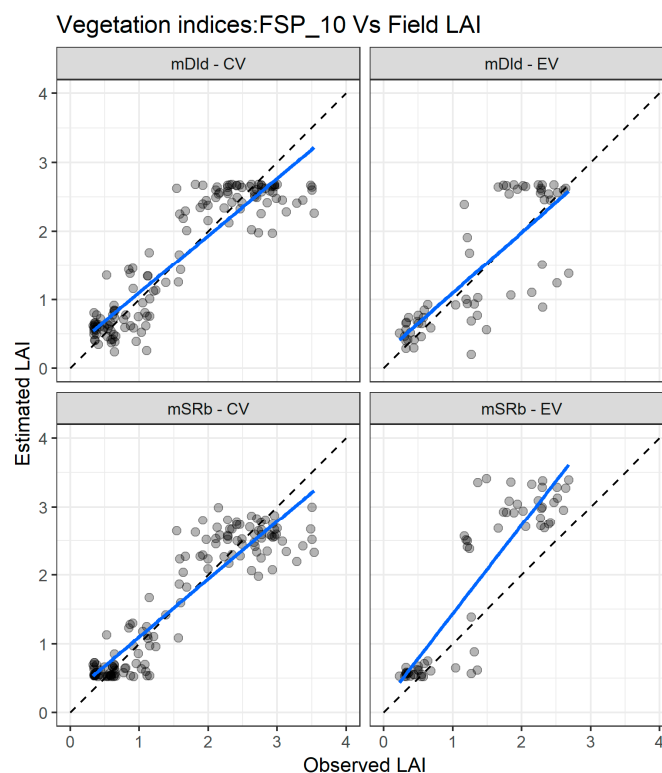 Vegetation indices:FSP_10 Vs Field LAI
mDId - CV
mDId - EV
4
3
2
1
0
mSRb - CV
mSRb - EV
4
3
2
1
0
0 1 2 3 4
0 1 2 3 4
Estimated LAI
Observed LAI